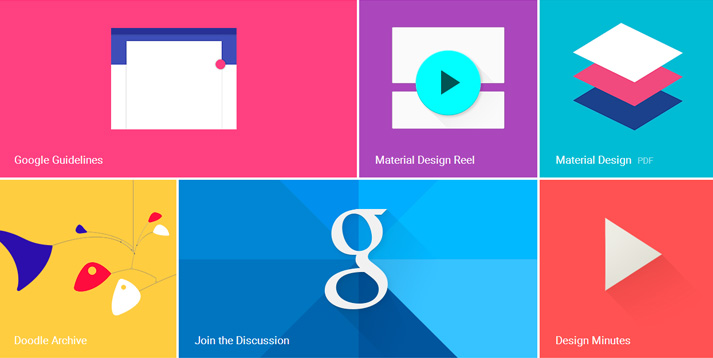 Google Guidelines
Material Design Reel
Material Design PDF
g
Doodle Archive
Join the Discussion
Design Minutes